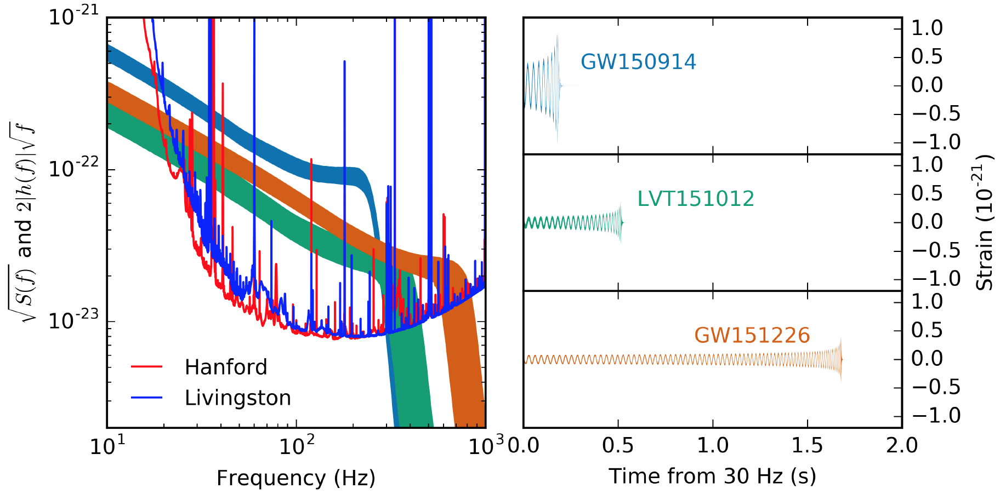 10^-21
10^-22
10^-23
√S(f) and 2|h(f)|√f
Hanford
Livingston
10^1
10^2
10^3
Frequency (Hz)
GW150914
1.0
0.5
0.0
−0.5
−1.0
LVT151012
1.0
0.5
0.0
−0.5
−1.0
GW151226
1.0
0.5
0.0
−0.5
−1.0
Strain (10^-21)
0.0 0.5 1.0 1.5 2.0
Time from 30 Hz (s)